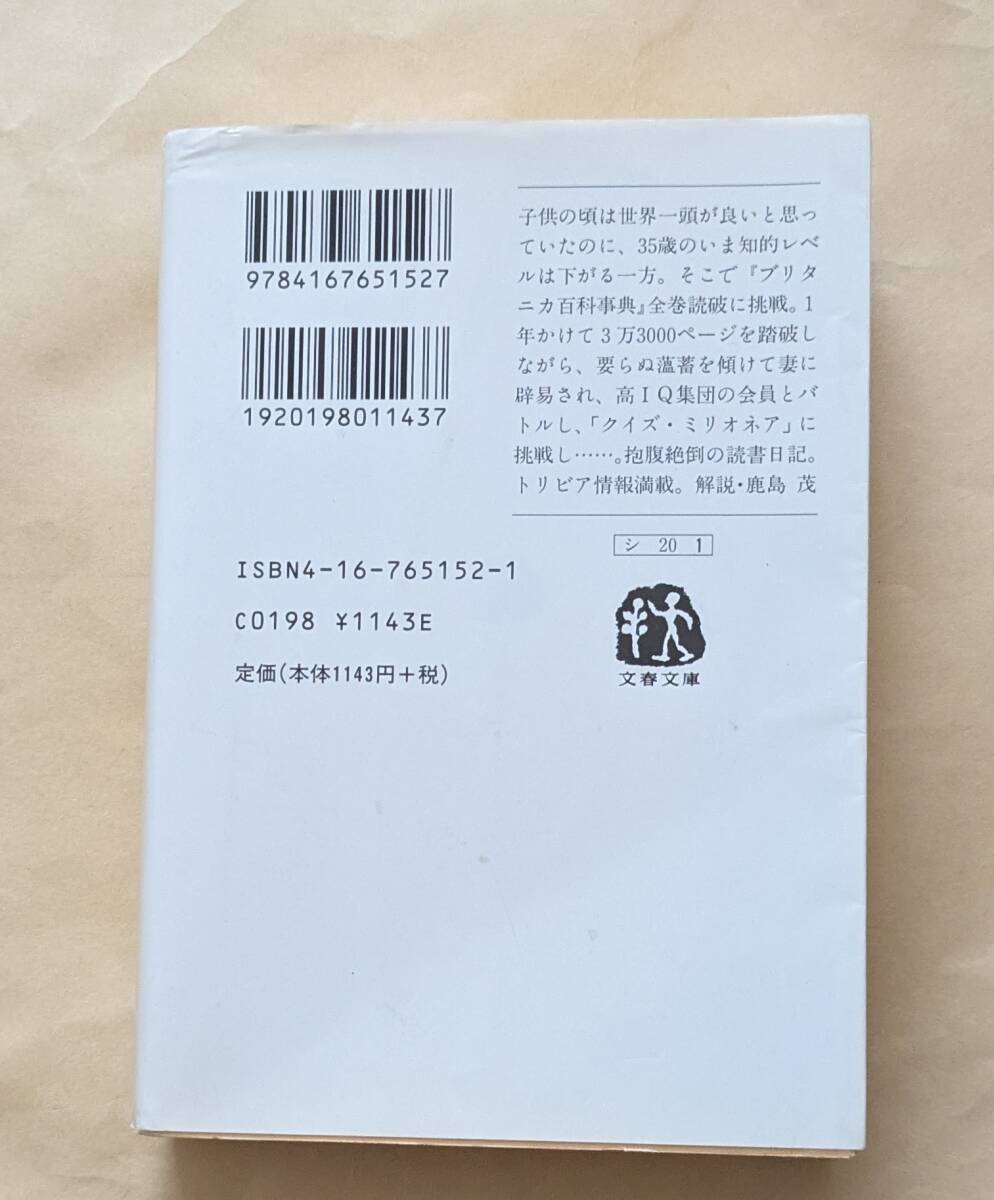 9784167651527
1920198011437
子供の頃は世界一頭が良いと思っ
ていたのに、35歳のいま知的レベ
ルは下がる一方。そこで『ブリタ
ニカ百科事典』全巻読破に挑戦。1
年かけて3万3000ページを踏破し
ながら、要らぬ薀蓄を傾けて妻に
辟易され、高IQ集団の会員とバ
トルし、「クイズ・ミリオネア」に
挑戦し……。抱腹絶倒の読書日記。
トリビア情報満載。解説・鹿島 茂
シ 20 1
ISBN4-16-765152-1
C0198 ¥1143E
定価(本体1143円+税)
文春文庫